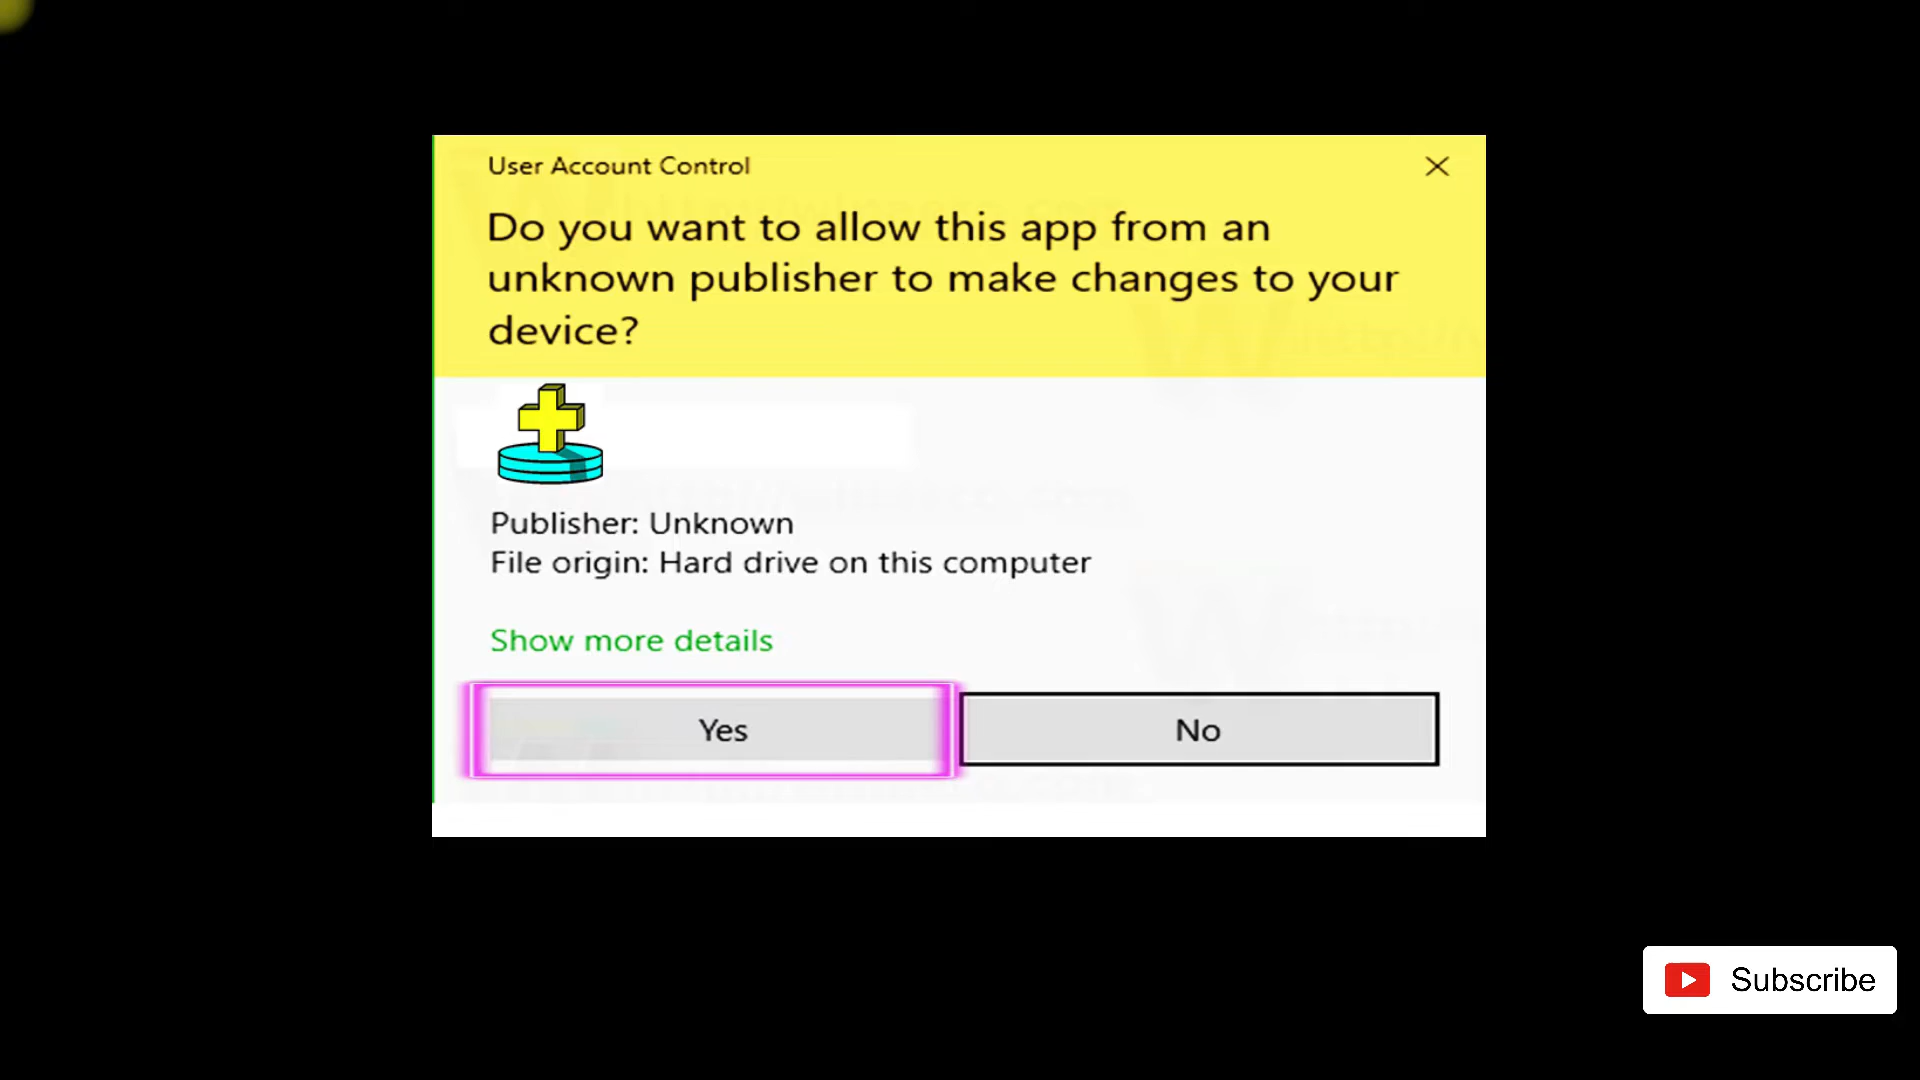 User Account Control
Do you want to allow this app from an
unknown publisher to make changes to your
device?
Publisher: Unknown
File origin: Hard drive on this computer
Show more details
Yes
No
Subscribe